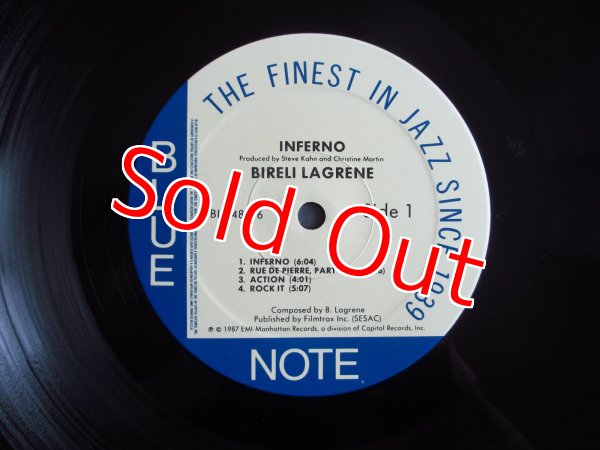 THE FINEST IN JAZZ SINCE 1939
INFERNO
Produced by Steve Kahn and Christine Martin
BIRELI LAGRENE
Side 1
1. INFERNO (6:04)
2. RUE DE PIERRE, PART
3. ACTION (4:01)
4. ROCK IT (5:07)
Composed by B. Lagrene
Published by Filmtrax Inc. (SESAC)
℗ © 1987 EMI-Manhattan Records, a division of Capitol Records, Inc.
BLUE
NOTE
Sold Out